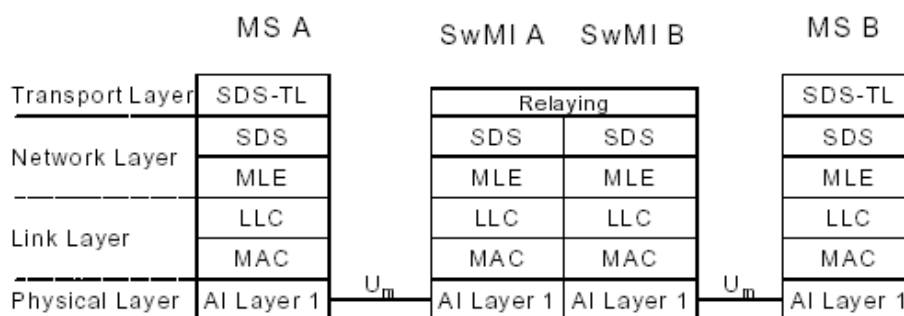 MS A SwMI A SwMI B MS B
Transport Layer SDS-TL Relaying SDS-TL
SDS SDS SDS SDS
Network Layer
MLE MLE MLE MLE
LLC LLC LLC LLC
Link Layer
MAC MAC MAC MAC
Um Um
Physical Layer AI Layer 1 AI Layer 1 AI Layer 1 AI Layer 1